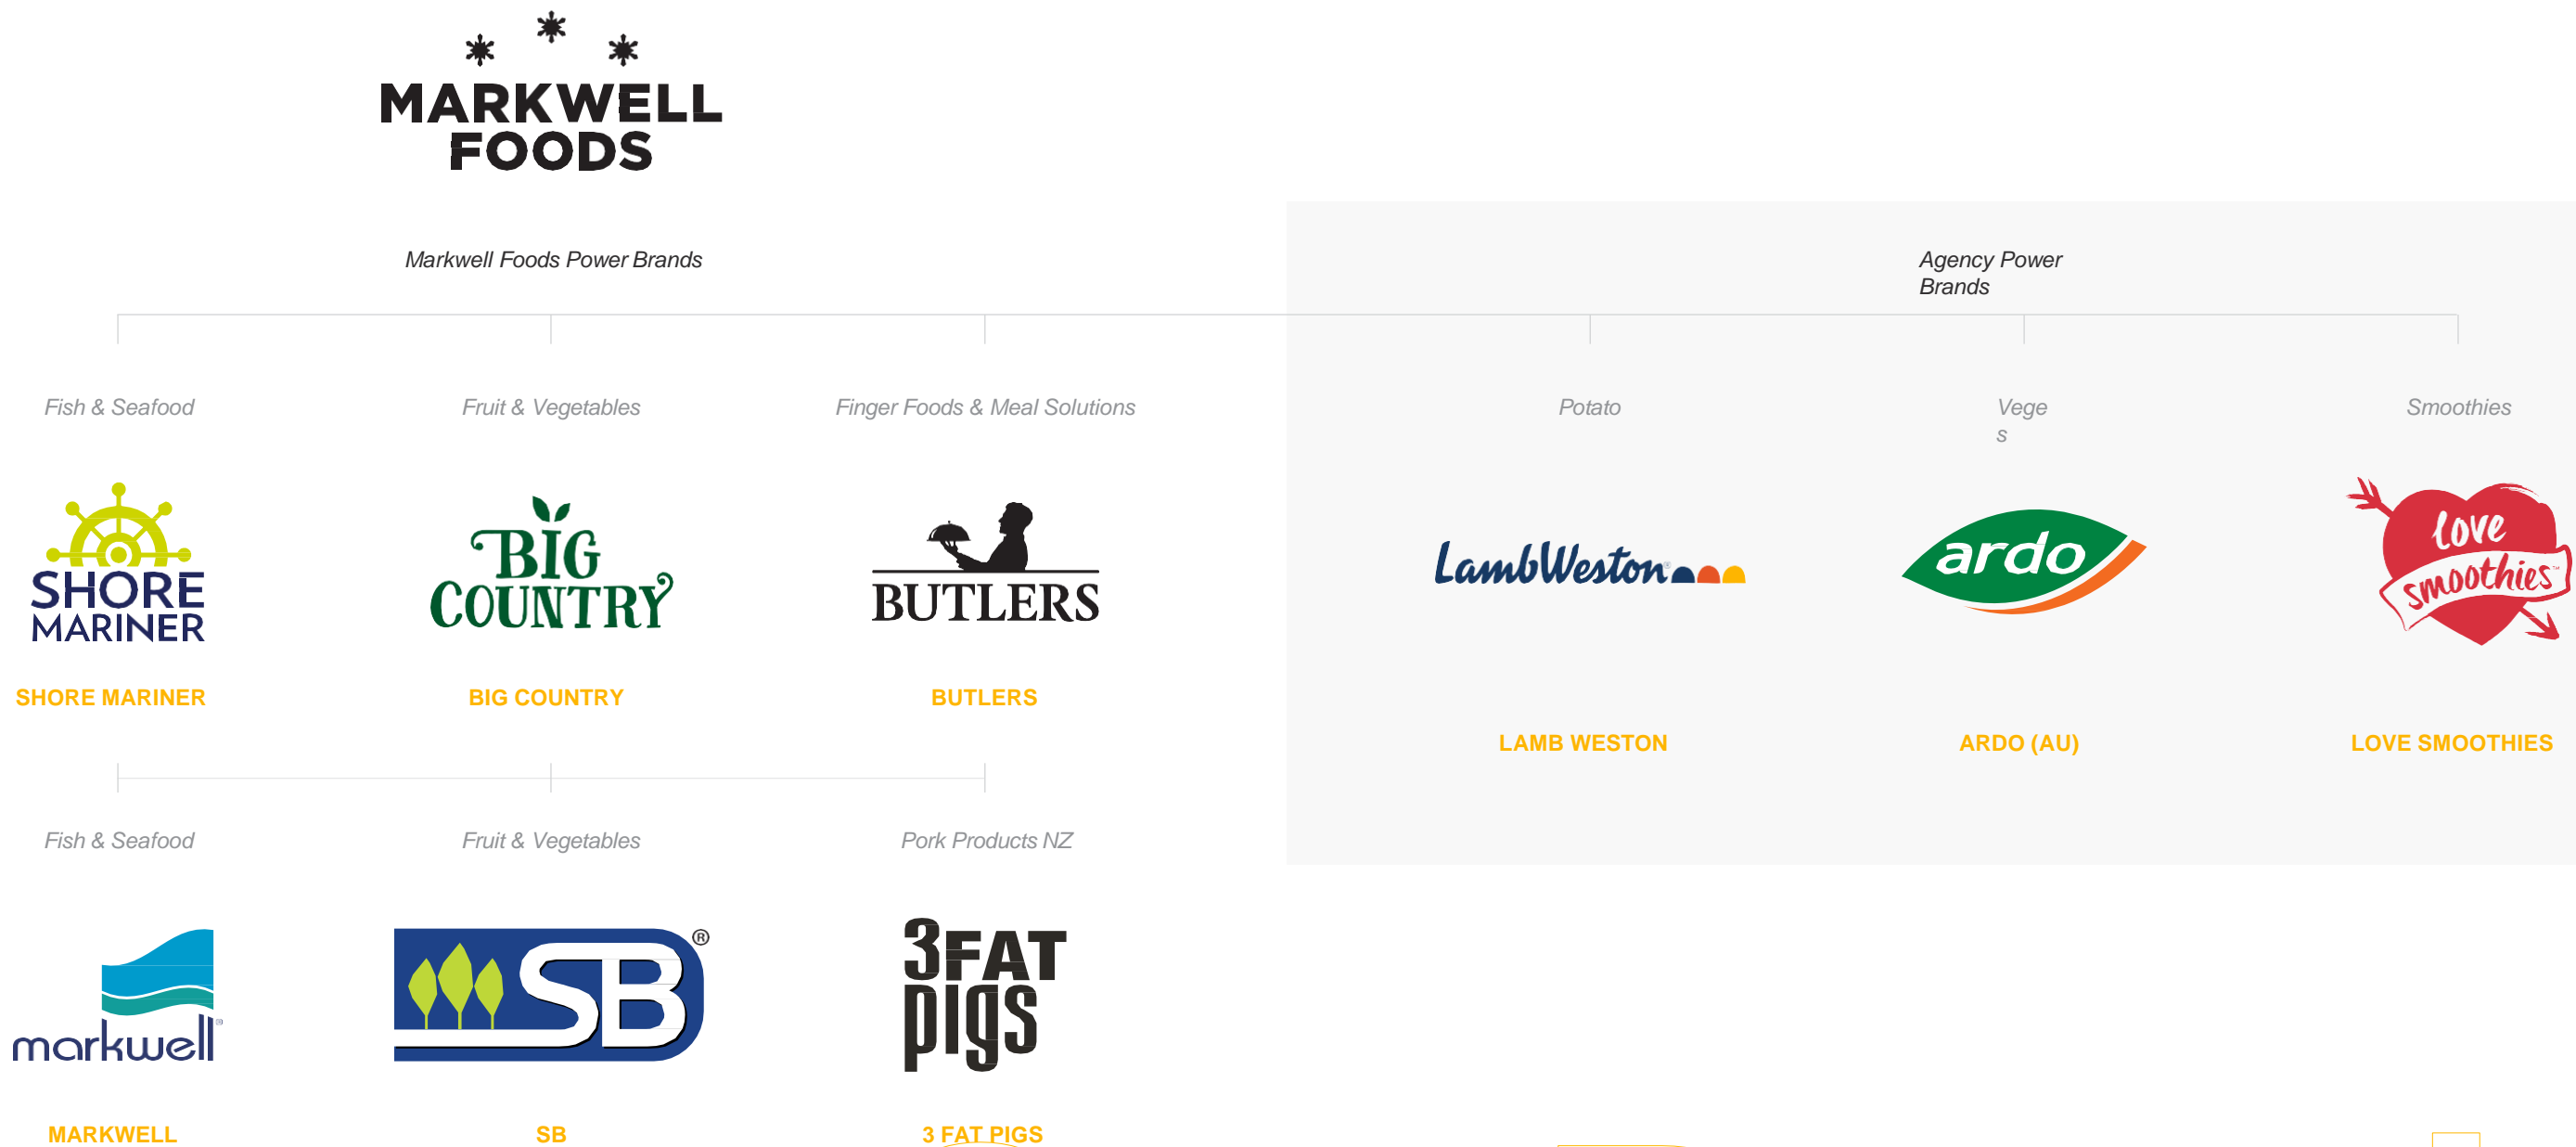 MARKWELL
FOODS
Markwell Foods Power Brands
Agency Power
Brands
Fish & Seafood
Fruit & Vegetables
Finger Foods & Meal Solutions
Potato
Vege
s
Smoothies
SHORE
MARINER
BIG
COUNTRY
BUTLERS
LambWeston®
ardo
love
smoothies™
SHORE MARINER
BIG COUNTRY
BUTLERS
LAMB WESTON
ARDO (AU)
LOVE SMOOTHIES
Fish & Seafood
Fruit & Vegetables
Pork Products NZ
markwell®
SB®
3FAT
pigs
MARKWELL
SB
3 FAT PIGS